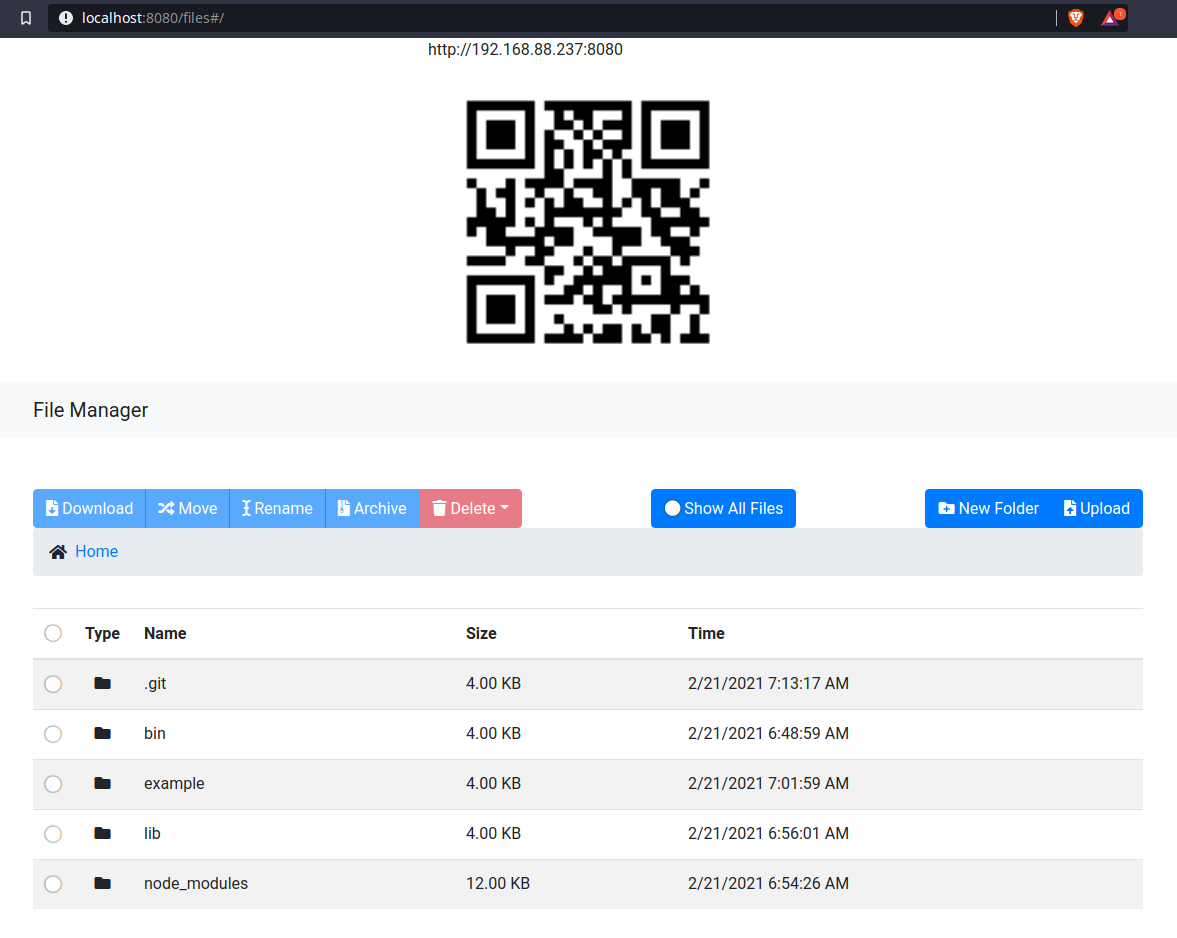 localhost:8080/files#/
1
http://192.168.88.237:8080
File Manager
Download Move Rename Archive Delete Show All Files New Folder Upload
Home
Type Name Size Time
.git 4.00 KB 2/21/2021 7:13:17 AM
bin 4.00 KB 2/21/2021 6:48:59 AM
example 4.00 KB 2/21/2021 7:01:59 AM
lib 4.00 KB 2/21/2021 6:56:01 AM
node_modules 12.00 KB 2/21/2021 6:54:26 AM